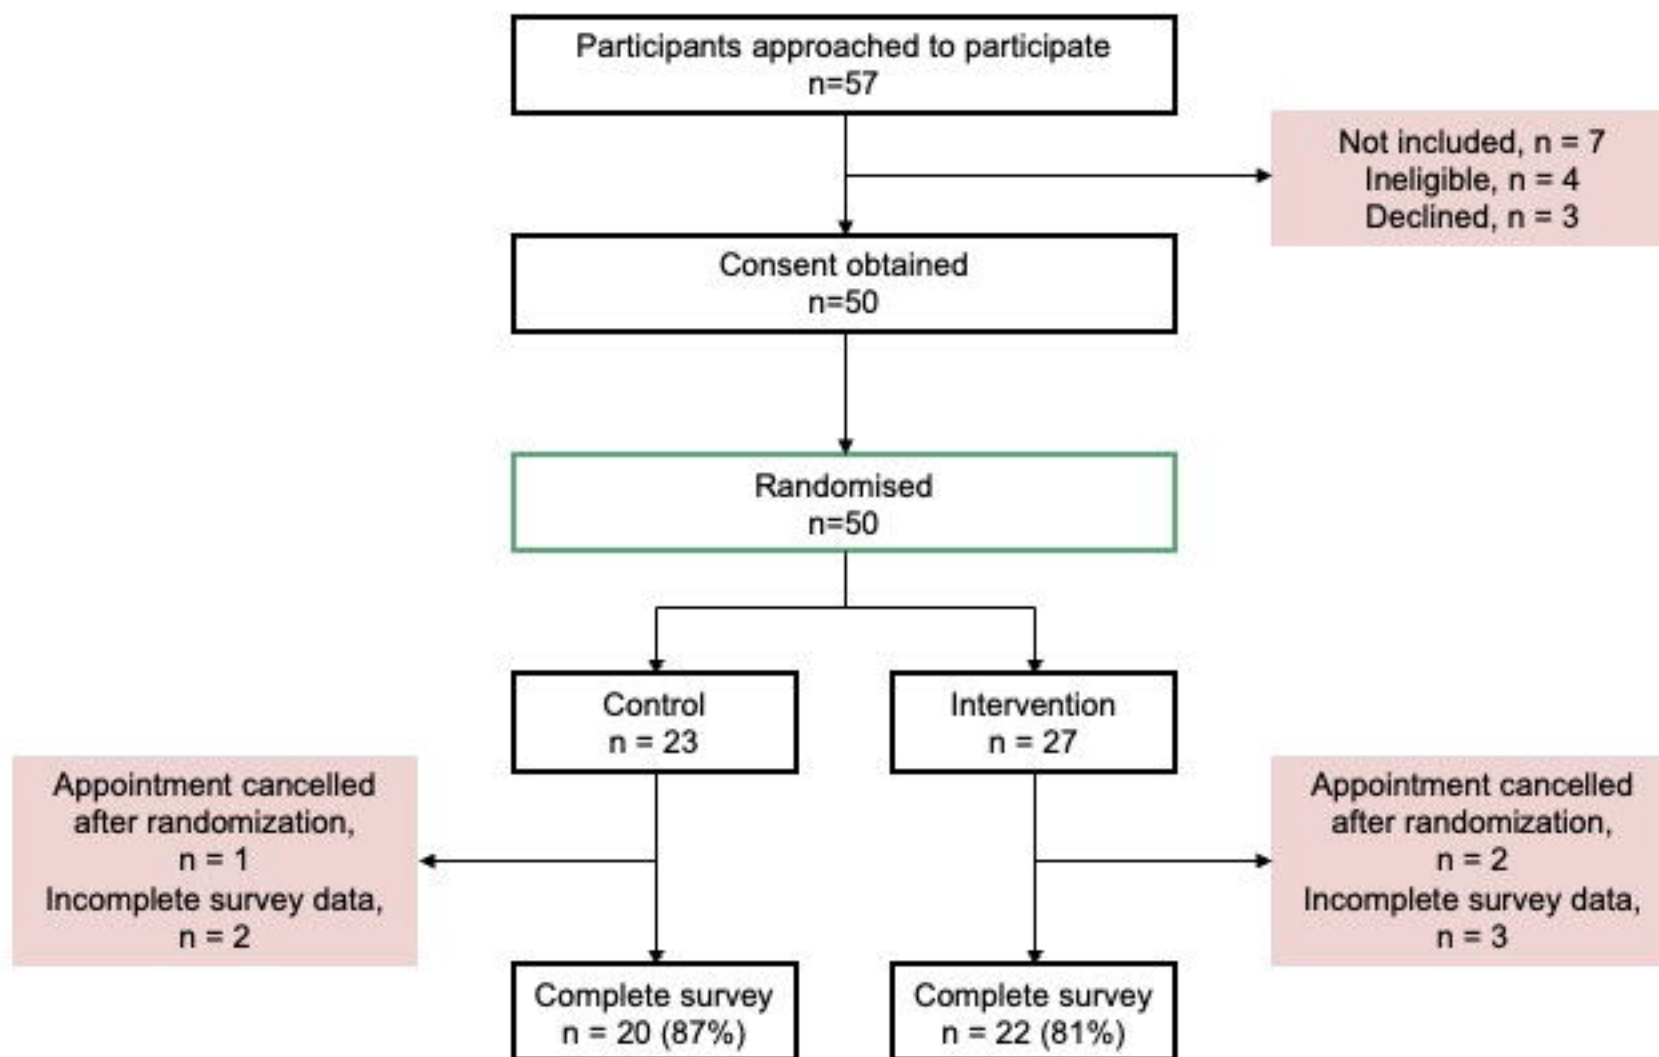 Participants approached to participate
n=57
Not included, n = 7
Ineligible, n = 4
Declined, n = 3
Consent obtained
n=50
Randomised
n=50
Control
n = 23
Intervention
n = 27
Appointment cancelled
after randomization,
n = 1
Incomplete survey data,
n = 2
Appointment cancelled
after randomization,
n = 2
Incomplete survey data,
n = 3
Complete survey
n = 20 (87%)
Complete survey
n = 22 (81%)